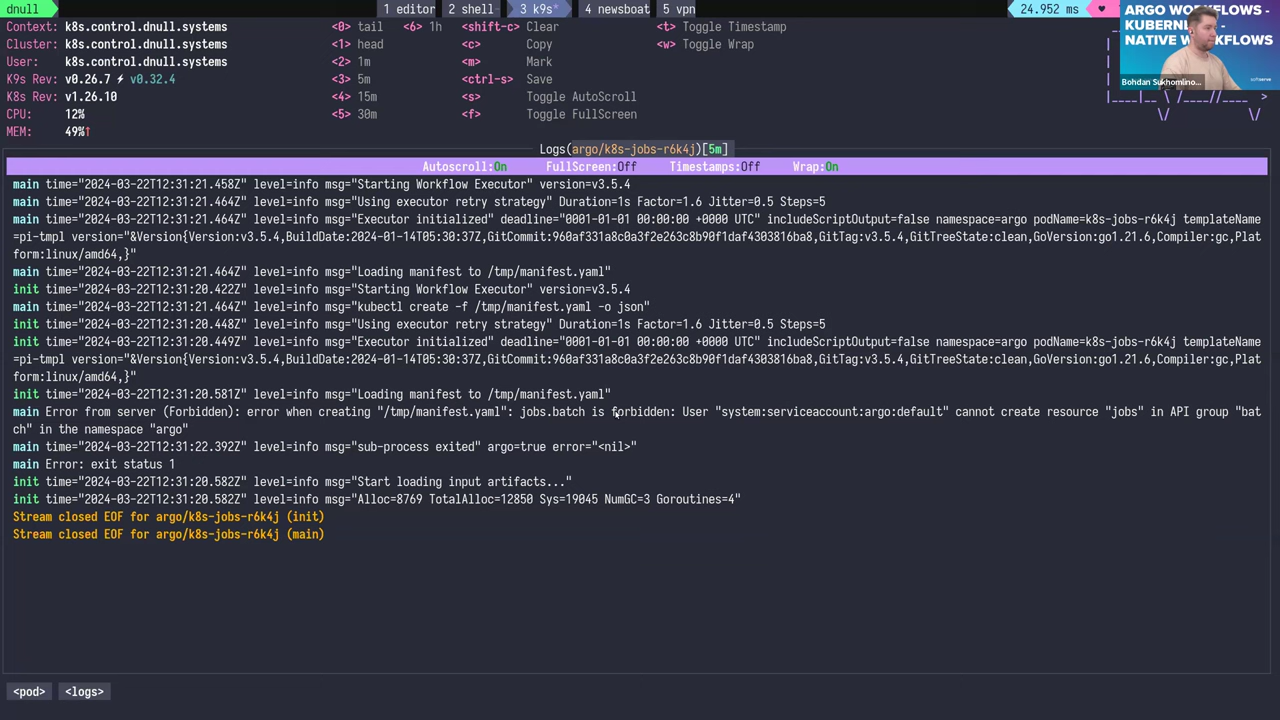 dnull
1 editor
2 shell
3 k9s*
4 newsboat
5 vpn
24.952 ms
♥
ARGO WORKFLOWS -
NATIVE WORKFLOWS
Bohdan Sukhomlino...
softserve
Context: k8s.control.dnull.systems <0> tail <6> 1h <shift-c> Clear <t> Toggle Timestamp
Cluster: k8s.control.dnull.systems <1> head <c> Copy <w> Toggle Wrap
User: k8s.control.dnull.systems <2> 1m <m> Mark
K9s Rev: v0.26.7 ⚡ v0.32.4 <3> 5m <ctrl-s> Save
K8s Rev: v1.26.10 <4> 15m <s> Toggle AutoScroll
CPU: 12% <5> 30m <f> Toggle FullScreen
MEM: 49%↑
Logs(argo/k8s-jobs-r6k4j)[5m]
Autoscroll:On FullScreen:Off Timestamps:Off Wrap:On
main time="2024-03-22T12:31:21.458Z" level=info msg="Starting Workflow Executor" version=v3.5.4
main time="2024-03-22T12:31:21.464Z" level=info msg="Using executor retry strategy" Duration=1s Factor=1.6 Jitter=0.5 Steps=5
main time="2024-03-22T12:31:21.464Z" level=info msg="Executor initialized" deadline="0001-01-01 00:00:00 +0000 UTC" includeScriptOutput=false namespace=argo podName=k8s-jobs-r6k4j templateName
=pi-tmpl version="&Version{Version:v3.5.4,BuildDate:2024-01-14T05:30:37Z,GitCommit:960af331a8c0a3f2e263c8b90f1daf4303816ba8,GitTag:v3.5.4,GitTreeState:clean,GoVersion:go1.21.6,Compiler:gc,Plat
form:linux/amd64,}"
main time="2024-03-22T12:31:21.464Z" level=info msg="Loading manifest to /tmp/manifest.yaml"
init time="2024-03-22T12:31:20.422Z" level=info msg="Starting Workflow Executor" version=v3.5.4
main time="2024-03-22T12:31:21.464Z" level=info msg="kubectl create -f /tmp/manifest.yaml -o json"
init time="2024-03-22T12:31:20.448Z" level=info msg="Using executor retry strategy" Duration=1s Factor=1.6 Jitter=0.5 Steps=5
init time="2024-03-22T12:31:20.449Z" level=info msg="Executor initialized" deadline="0001-01-01 00:00:00 +0000 UTC" includeScriptOutput=false namespace=argo podName=k8s-jobs-r6k4j templateName
=pi-tmpl version="&Version{Version:v3.5.4,BuildDate:2024-01-14T05:30:37Z,GitCommit:960af331a8c0a3f2e263c8b90f1daf4303816ba8,GitTag:v3.5.4,GitTreeState:clean,GoVersion:go1.21.6,Compiler:gc,Plat
form:linux/amd64,}"
init time="2024-03-22T12:31:20.581Z" level=info msg="Loading manifest to /tmp/manifest.yaml"
main Error from server (Forbidden): error when creating "/tmp/manifest.yaml": jobs.batch is forbidden: User "system:serviceaccount:argo:default" cannot create resource "jobs" in API group "bat
ch" in the namespace "argo"
main time="2024-03-22T12:31:22.392Z" level=info msg="sub-process exited" argo=true error="<nil>"
main Error: exit status 1
init time="2024-03-22T12:31:20.582Z" level=info msg="Start loading input artifacts..."
init time="2024-03-22T12:31:20.582Z" level=info msg="Alloc=8769 TotalAlloc=12850 Sys=19045 NumGC=3 Goroutines=4"
Stream closed EOF for argo/k8s-jobs-r6k4j (init)
Stream closed EOF for argo/k8s-jobs-r6k4j (main)
<pod> <logs>